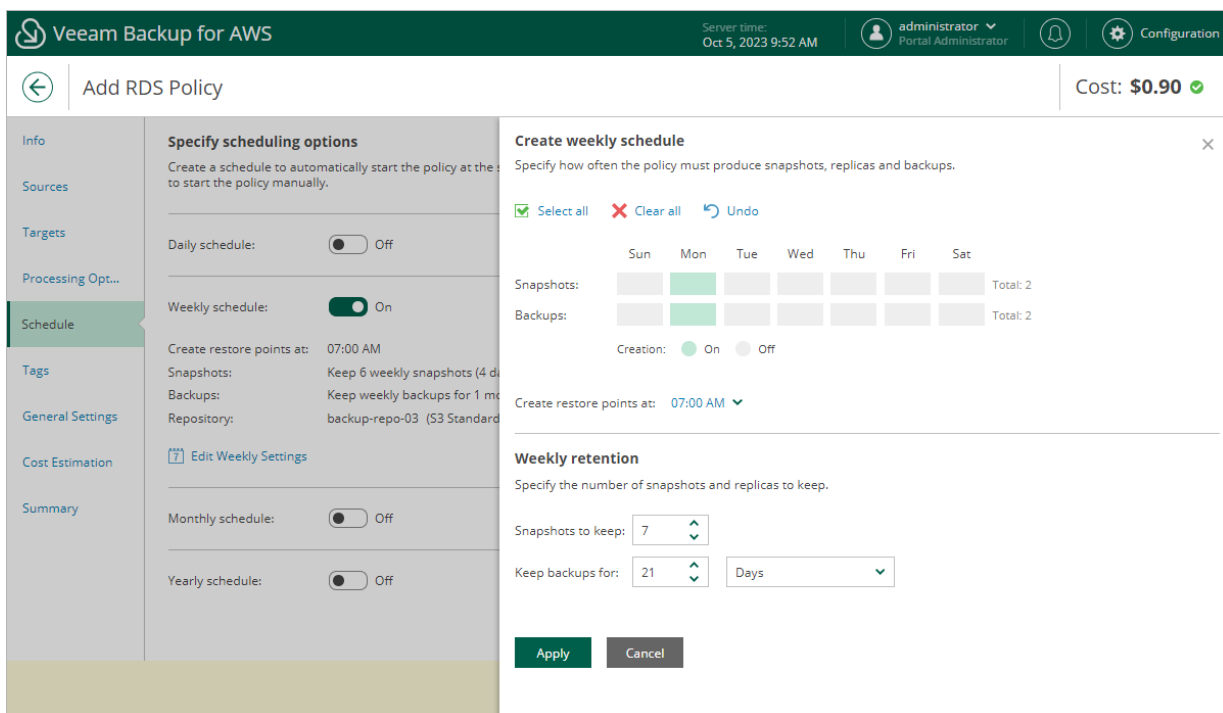 Veeam Backup for AWS
Server time:
Oct 5, 2023 9:52 AM
administrator
Portal Administrator
Configuration
Add RDS Policy
Cost: $0.90
Info
Sources
Targets
Processing Opt...
Schedule
Tags
General Settings
Cost Estimation
Summary
Specify scheduling options
Create a schedule to automatically start the policy at the
to start the policy manually.
Daily schedule: Off
Weekly schedule: On
Create restore points at: 07:00 AM
Snapshots: Keep 6 weekly snapshots (4
Backups: Keep weekly backups for 1
Repository: backup-repo-03 (S3 Standard
7 Edit Weekly Settings
Monthly schedule: Off
Yearly schedule: Off
Create weekly schedule
Specify how often the policy must produce snapshots, replicas and backups.
Select all Clear all Undo
Sun Mon Tue Wed Thu Fri Sat
Snapshots: Total: 2
Backups: Total: 2
Creation: On Off
Create restore points at: 07:00 AM
Weekly retention
Specify the number of snapshots and replicas to keep.
Snapshots to keep: 7
Keep backups for: 21 Days
Apply Cancel